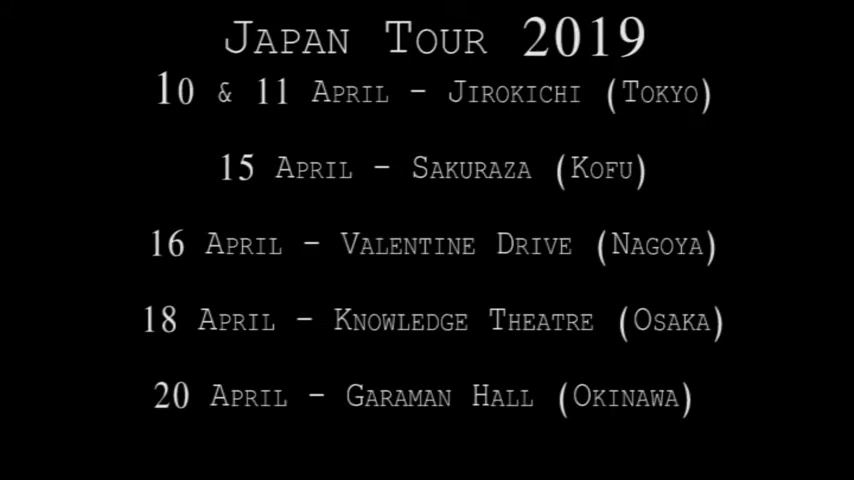 Japan Tour 2019
10 & 11 April - Jirokichi (Tokyo)
15 April - Sakuraza (Kofu)
16 April - Valentine Drive (Nagoya)
18 April - Knowledge Theatre (Osaka)
20 April - Garaman Hall (Okinawa)